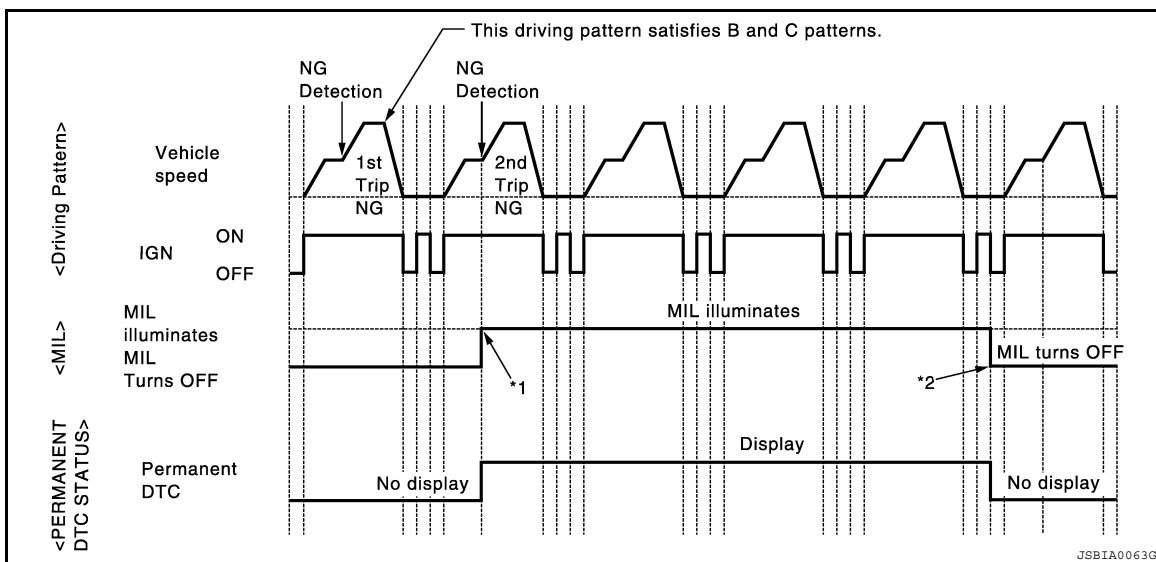 This driving pattern satisfies B and C patterns.
NG
Detection
NG
Detection
<Driving Pattern>
Vehicle
speed
1st
Trip
NG
2nd
Trip
NG
IGN
ON
OFF
<MIL>
MIL
illuminates
MIL
Turns OFF
MIL illuminates
*1
*2
MIL turns OFF
<PERMANENT
DTC STATUS>
Permanent
DTC
No display
Display
No display
JSBIA0063G